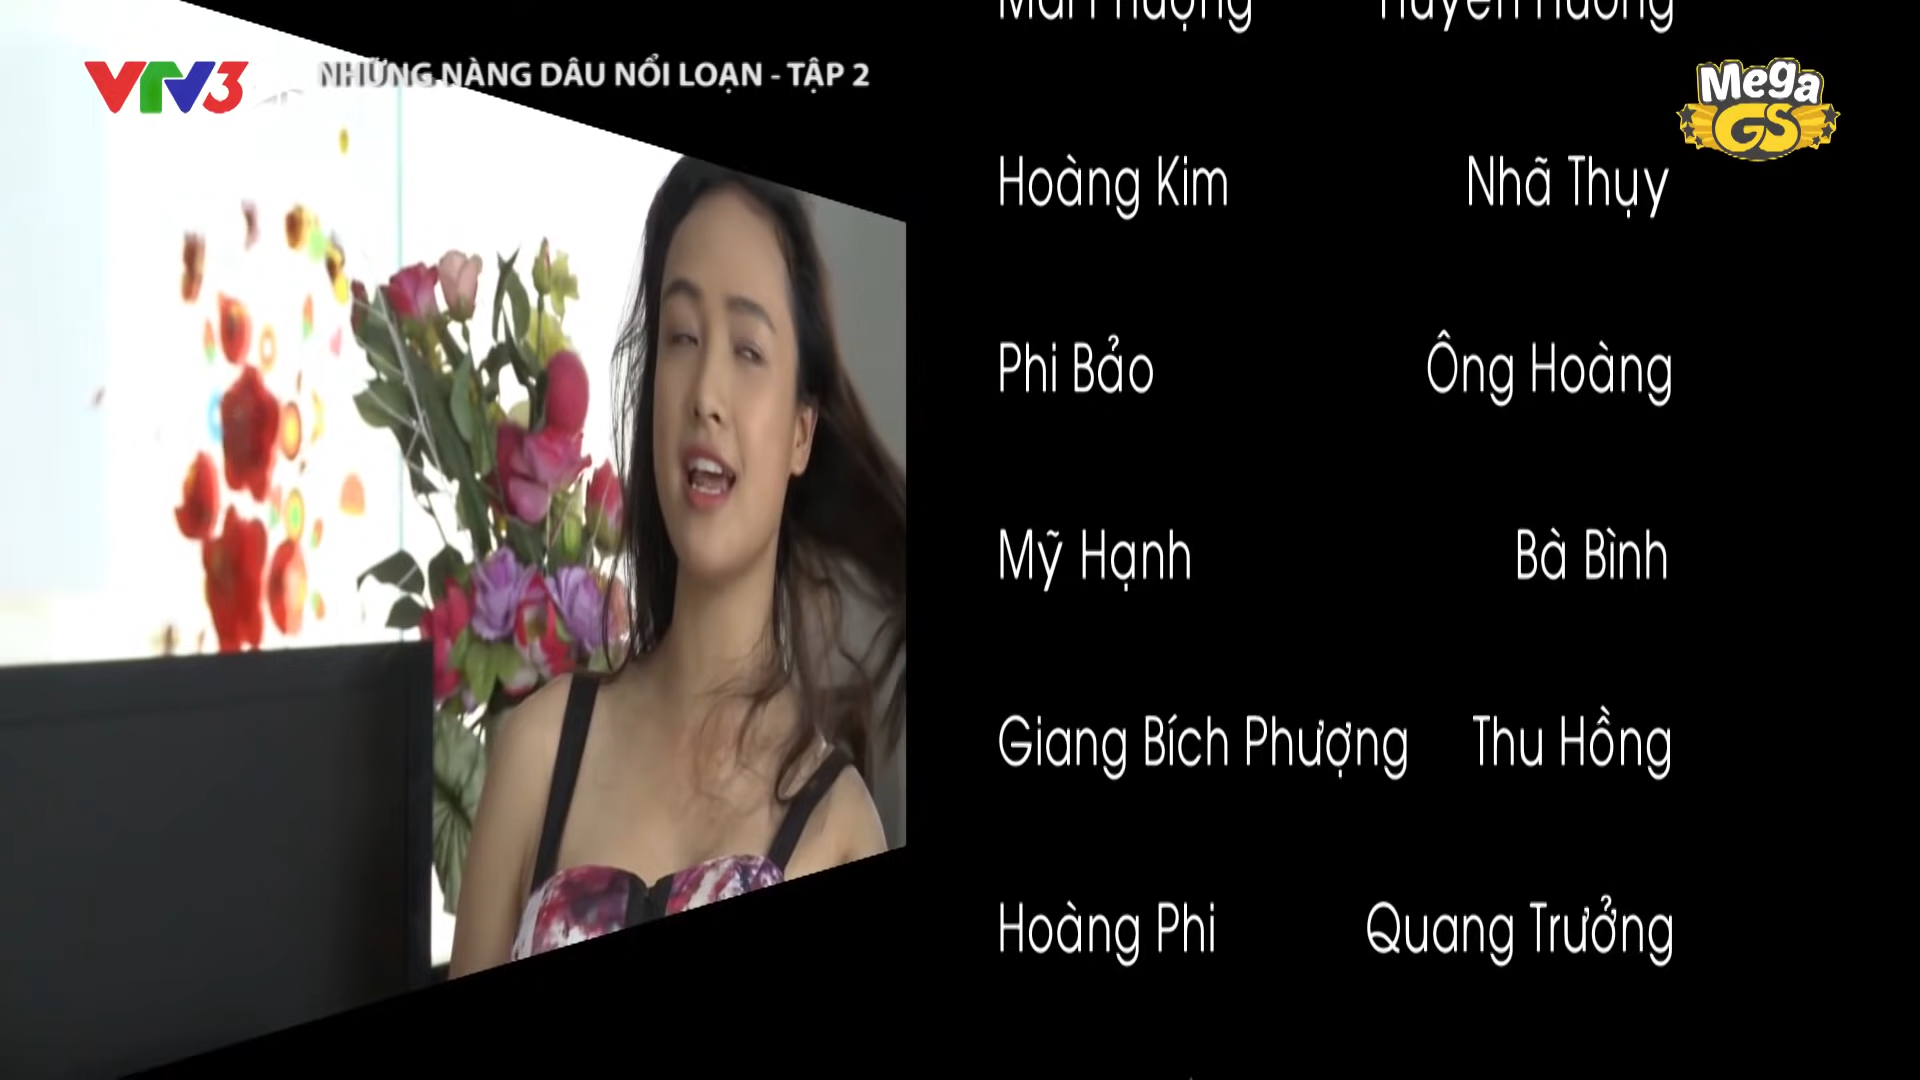 VTV3
NHỮNG NÀNG DÂU NỔI LOẠN - TẬP 2
Mega
GS
Hoàng Kim Nhã Thụy
Phi Bảo Ông Hoàng
Mỹ Hạnh Bà Bình
Giang Bích Phượng Thu Hồng
Hoàng Phi Quang Trưởng